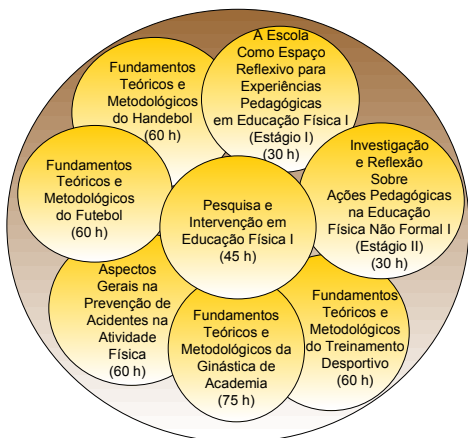 A Escola
Como Espaço
Reflexivo para
Experiências
Pedagógicas
em Educação Física I
(Estágio I)
(30 h)
Fundamentos
Teóricos e
Metodológicos
do Handebol
(60 h)
Investigação
e Reflexão
Sobre
Ações Pedagógicas
na Educação
Física Não Formal I
(Estágio II)
(30 h)
Fundamentos
Teóricos e
Metodológicos
do Futebol
(60 h)
Pesquisa e
Intervenção em
Educação Física I
(45 h)
Aspectos
Gerais na
Prevenção de
Acidentes na
Atividade
Física
(60 h)
Fundamentos
Teóricos e
Metodológicos da
Ginástica de
Academia
(75 h)
Fundamentos
Teóricos e
Metodológicos
do Treinamento
Desportivo
(60 h)